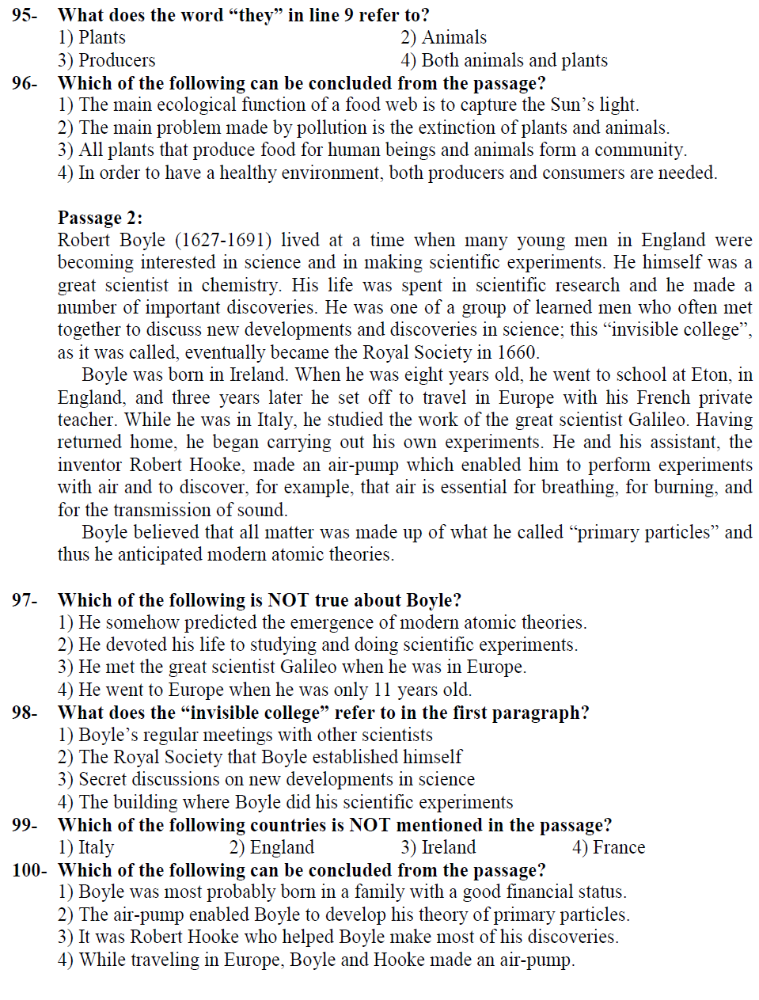 95- What does the word “they” in line 9 refer to?
1) Plants 2) Animals
3) Producers 4) Both animals and plants
96- Which of the following can be concluded from the passage?
1) The main ecological function of a food web is to capture the Sun’s light.
2) The main problem made by pollution is the extinction of plants and animals.
3) All plants that produce food for human beings and animals form a community.
4) In order to have a healthy environment, both producers and consumers are needed.
Passage 2:
Robert Boyle (1627-1691) lived at a time when many young men in England were
becoming interested in science and in making scientific experiments. He himself was a
great scientist in chemistry. His life was spent in scientific research and he made a
number of important discoveries. He was one of a group of learned men who often met
together to discuss new developments and discoveries in science; this “invisible college”,
as it was called, eventually became the Royal Society in 1660.
Boyle was born in Ireland. When he was eight years old, he went to school at Eton, in
England, and three years later he set off to travel in Europe with his French private
teacher. While he was in Italy, he studied the work of the great scientist Galileo. Having
returned home, he began carrying out his own experiments. He and his assistant, the
inventor Robert Hooke, made an air-pump which enabled him to perform experiments
with air and to discover, for example, that air is essential for breathing, for burning, and
for the transmission of sound.
Boyle believed that all matter was made up of what he called “primary particles” and
thus he anticipated modern atomic theories.
97- Which of the following is NOT true about Boyle?
1) He somehow predicted the emergence of modern atomic theories.
2) He devoted his life to studying and doing scientific experiments.
3) He met the great scientist Galileo when he was in Europe.
4) He went to Europe when he was only 11 years old.
98- What does the “invisible college” refer to in the first paragraph?
1) Boyle’s regular meetings with other scientists
2) The Royal Society that Boyle established himself
3) Secret discussions on new developments in science
4) The building where Boyle did his scientific experiments
99- Which of the following countries is NOT mentioned in the passage?
1) Italy 2) England 3) Ireland 4) France
100- Which of the following can be concluded from the passage?
1) Boyle was most probably born in a family with a good financial status.
2) The air-pump enabled Boyle to develop his theory of primary particles.
3) It was Robert Hooke who helped Boyle make most of his discoveries.
4) While traveling in Europe, Boyle and Hooke made an air-pump.